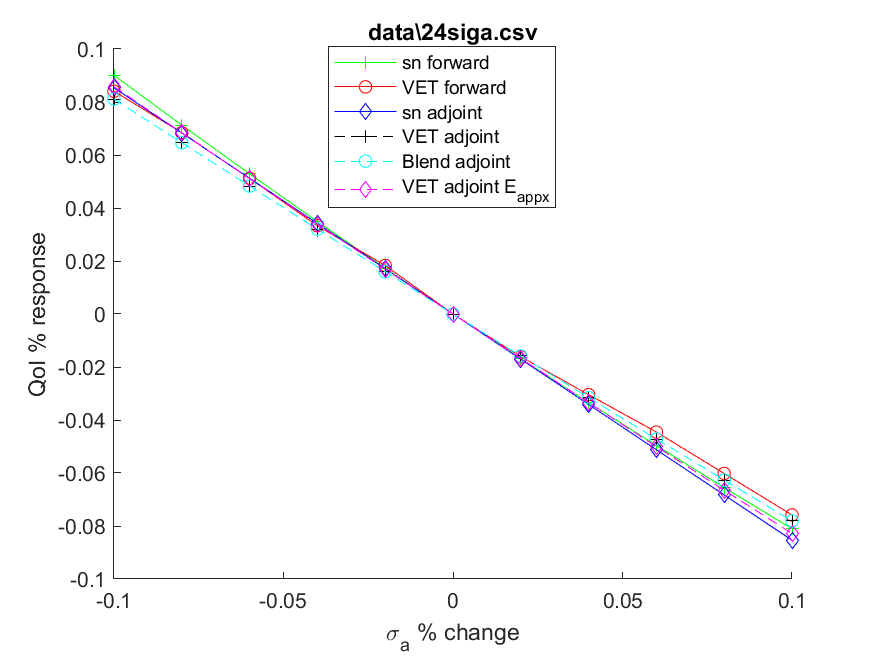 data\24siga.csv
sn forward
VET forward
sn adjoint
VET adjoint
Blend adjoint
VET adjoint E_appx
QoI % response
0.1
0.08
0.06
0.04
0.02
0
-0.02
-0.04
-0.06
-0.08
-0.1
-0.1 -0.05 0 0.05 0.1
σ_a % change